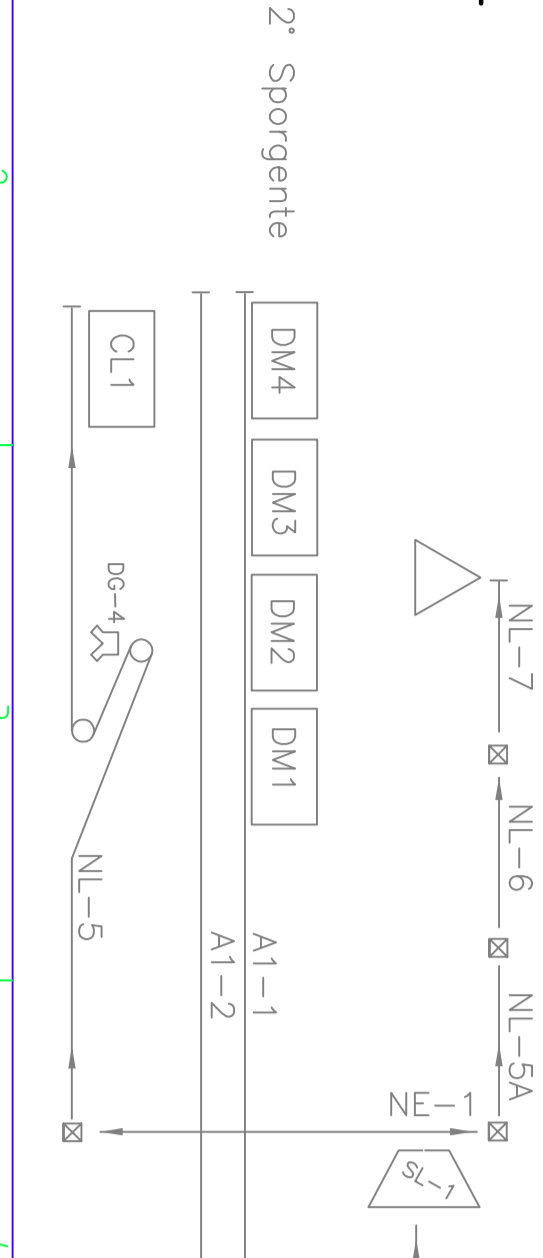 2° Sporgente
NL-7
NL-6
NL-5A
DM4
DM3
DM2
DM1
A1-1
A1-2
CL1
DG-4
NL-5
NE-1
SL-1